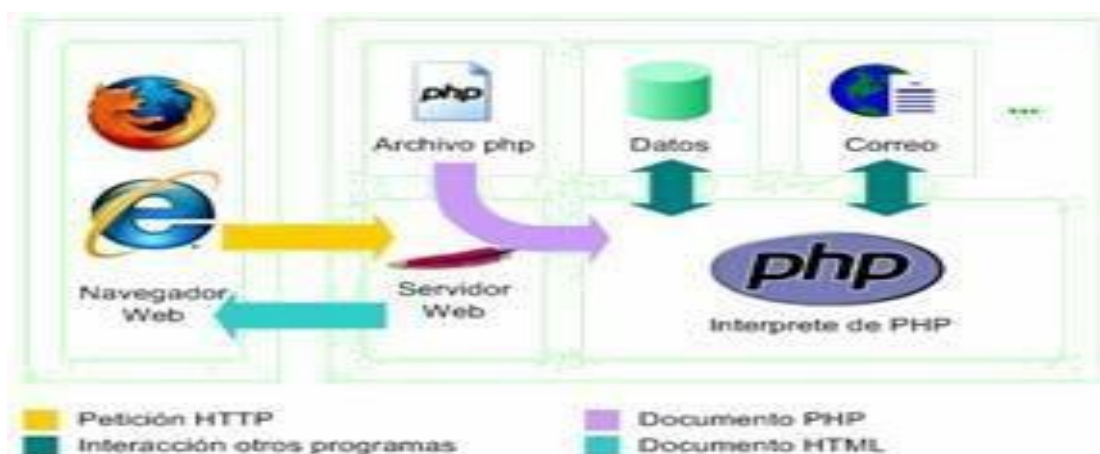 php
Archivo php
Datos
Correo
...
Navegador
Web
Servidor
Web
php
Interprete de PHP
Petición HTTP
Documento PHP
Interacción otros programas
Documento HTML